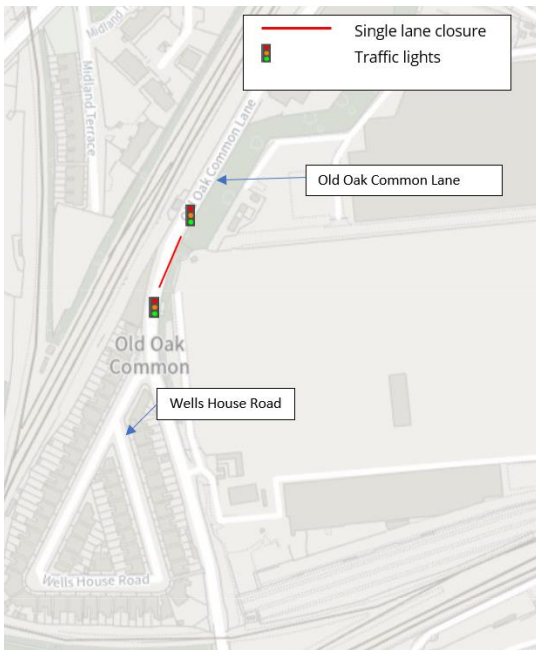 Single lane closure
Traffic lights
Midland T
Midland Terrace
Old Oak Common Lane
Old Oak Common Lane
Old Oak
Common
Wells House Road
Wells House Road